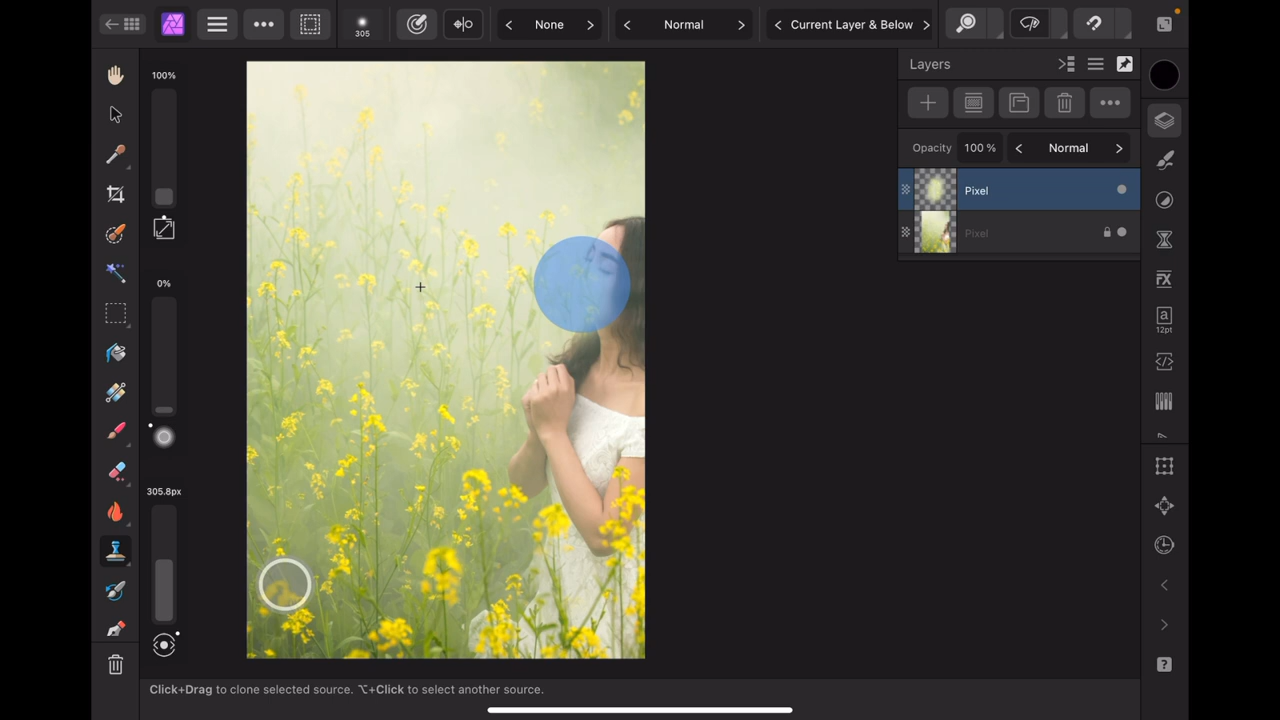 305
None
Normal
Current Layer & Below
Layers
100%
Opacity 100 % Normal
Pixel
Pixel
0%
12pt
305.8px
Click+Drag to clone selected source. ⌥+Click to select another source.